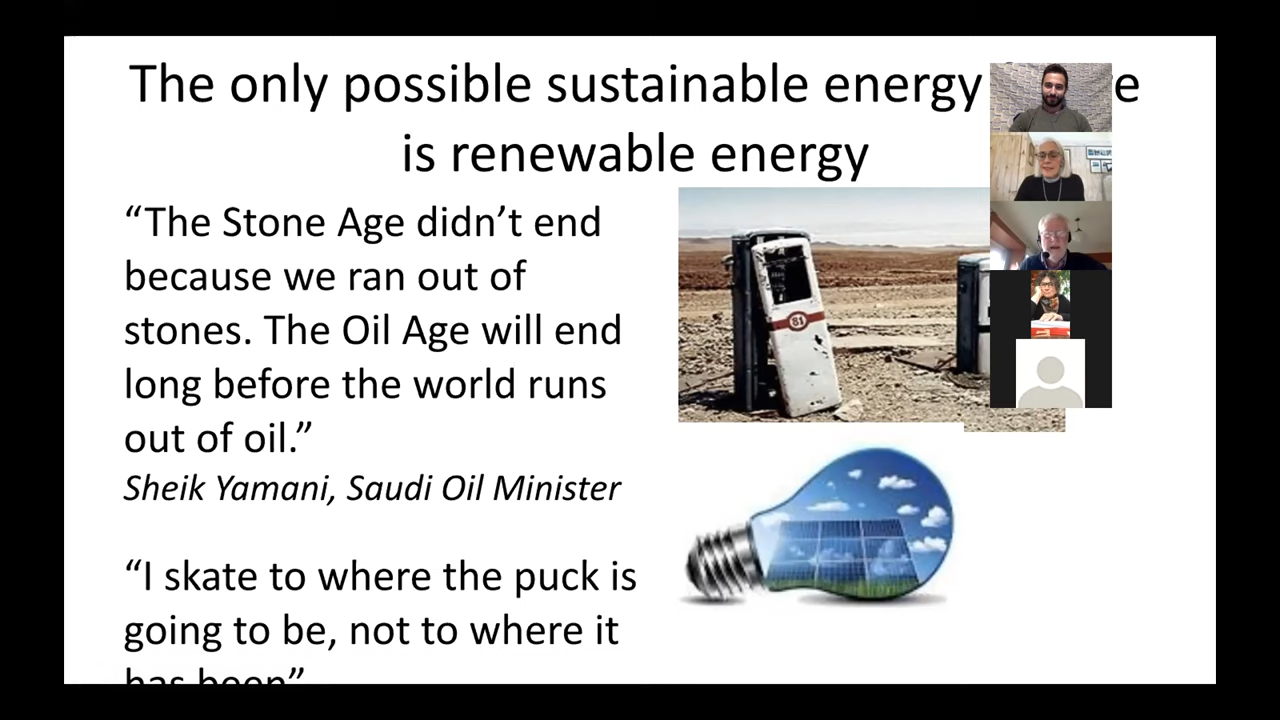 The only possible sustainable energy e
is renewable energy
“The Stone Age didn’t end
because we ran out of
stones. The Oil Age will end
long before the world runs
out of oil.”
Sheik Yamani, Saudi Oil Minister
“I skate to where the puck is
going to be, not to where it
has been”
81